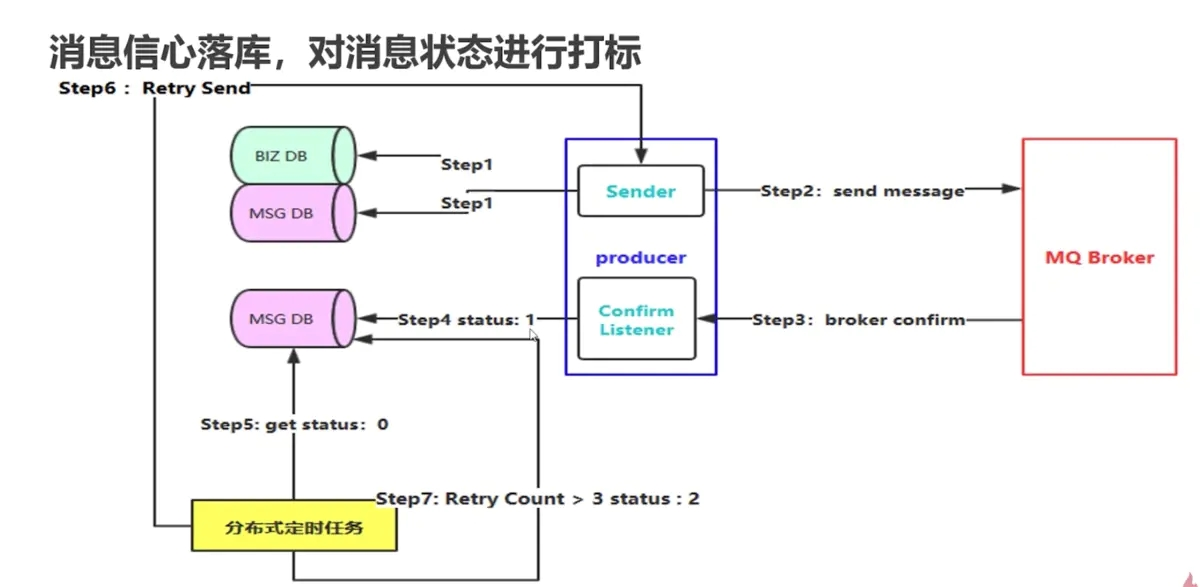 消息信心落库，对消息状态进行打标
Step6 ：Retry Send
BIZ DB
Step1
Sender
Step2：send message
MSG DB
Step1
producer
MQ Broker
MSG DB
Step4 status: 1
Confirm
Listener
Step3：broker confirm
Step5: get status：0
Step7: Retry Count > 3 status : 2
分布式定时任务